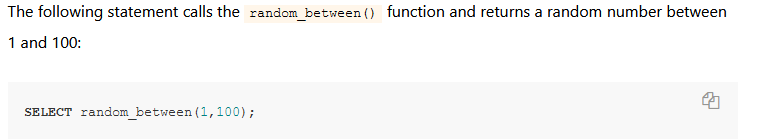 The following statement calls the random_between() function and returns a random number between
1 and 100:
SELECT random_between(1,100);